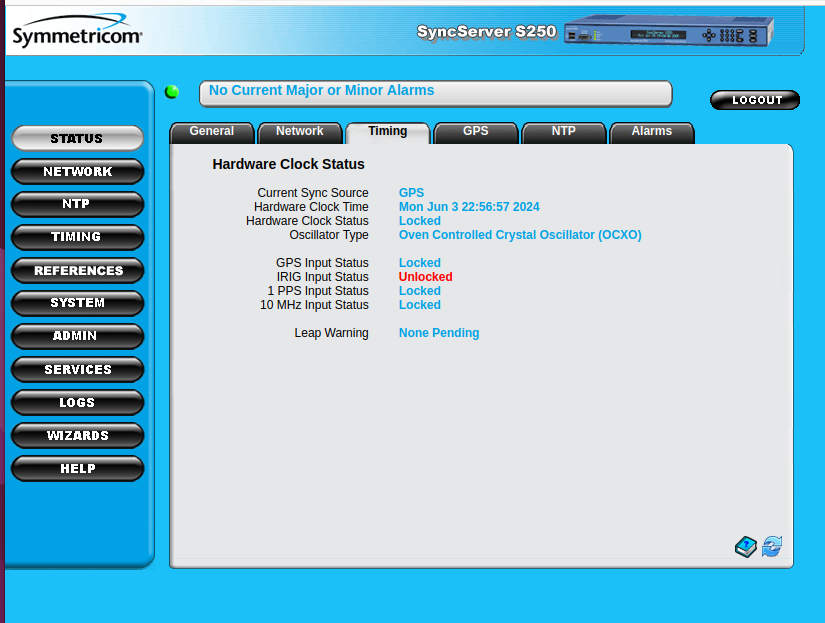 Symmetricom
SyncServer S250
No Current Major or Minor Alarms
LOGOUT
STATUS
NETWORK
NTP
TIMING
REFERENCES
SYSTEM
ADMIN
SERVICES
LOGS
WIZARDS
HELP
General Network Timing GPS NTP Alarms
Hardware Clock Status
Current Sync Source GPS
Hardware Clock Time Mon Jun 3 22:56:57 2024
Hardware Clock Status Locked
Oscillator Type Oven Controlled Crystal Oscillator (OCXO)
GPS Input Status Locked
IRIG Input Status Unlocked
1 PPS Input Status Locked
10 MHz Input Status Locked
Leap Warning None Pending